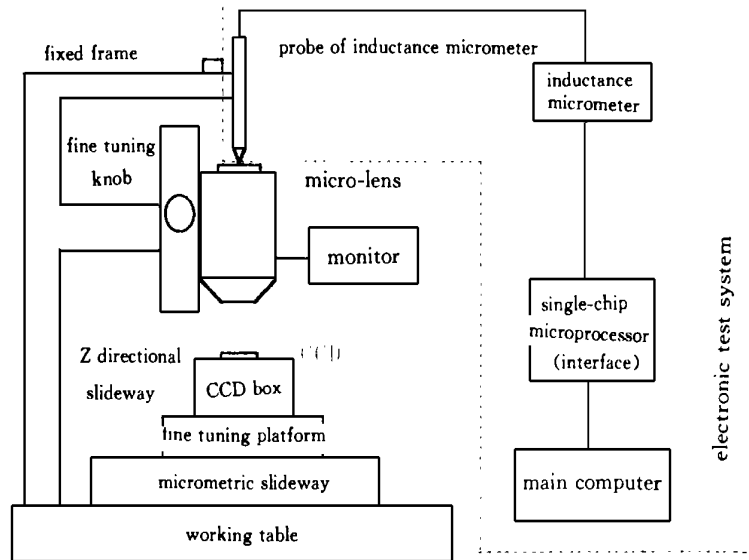 fixed frame
probe of inductance micrometer
inductance
micrometer
fine tuning
knob
micro-lens
monitor
single-chip
microprocessor
(interface)
electronic test system
Z directional
slideway
CCD
CCD box
fine tuning platform
micrometric slideway
main computer
working table